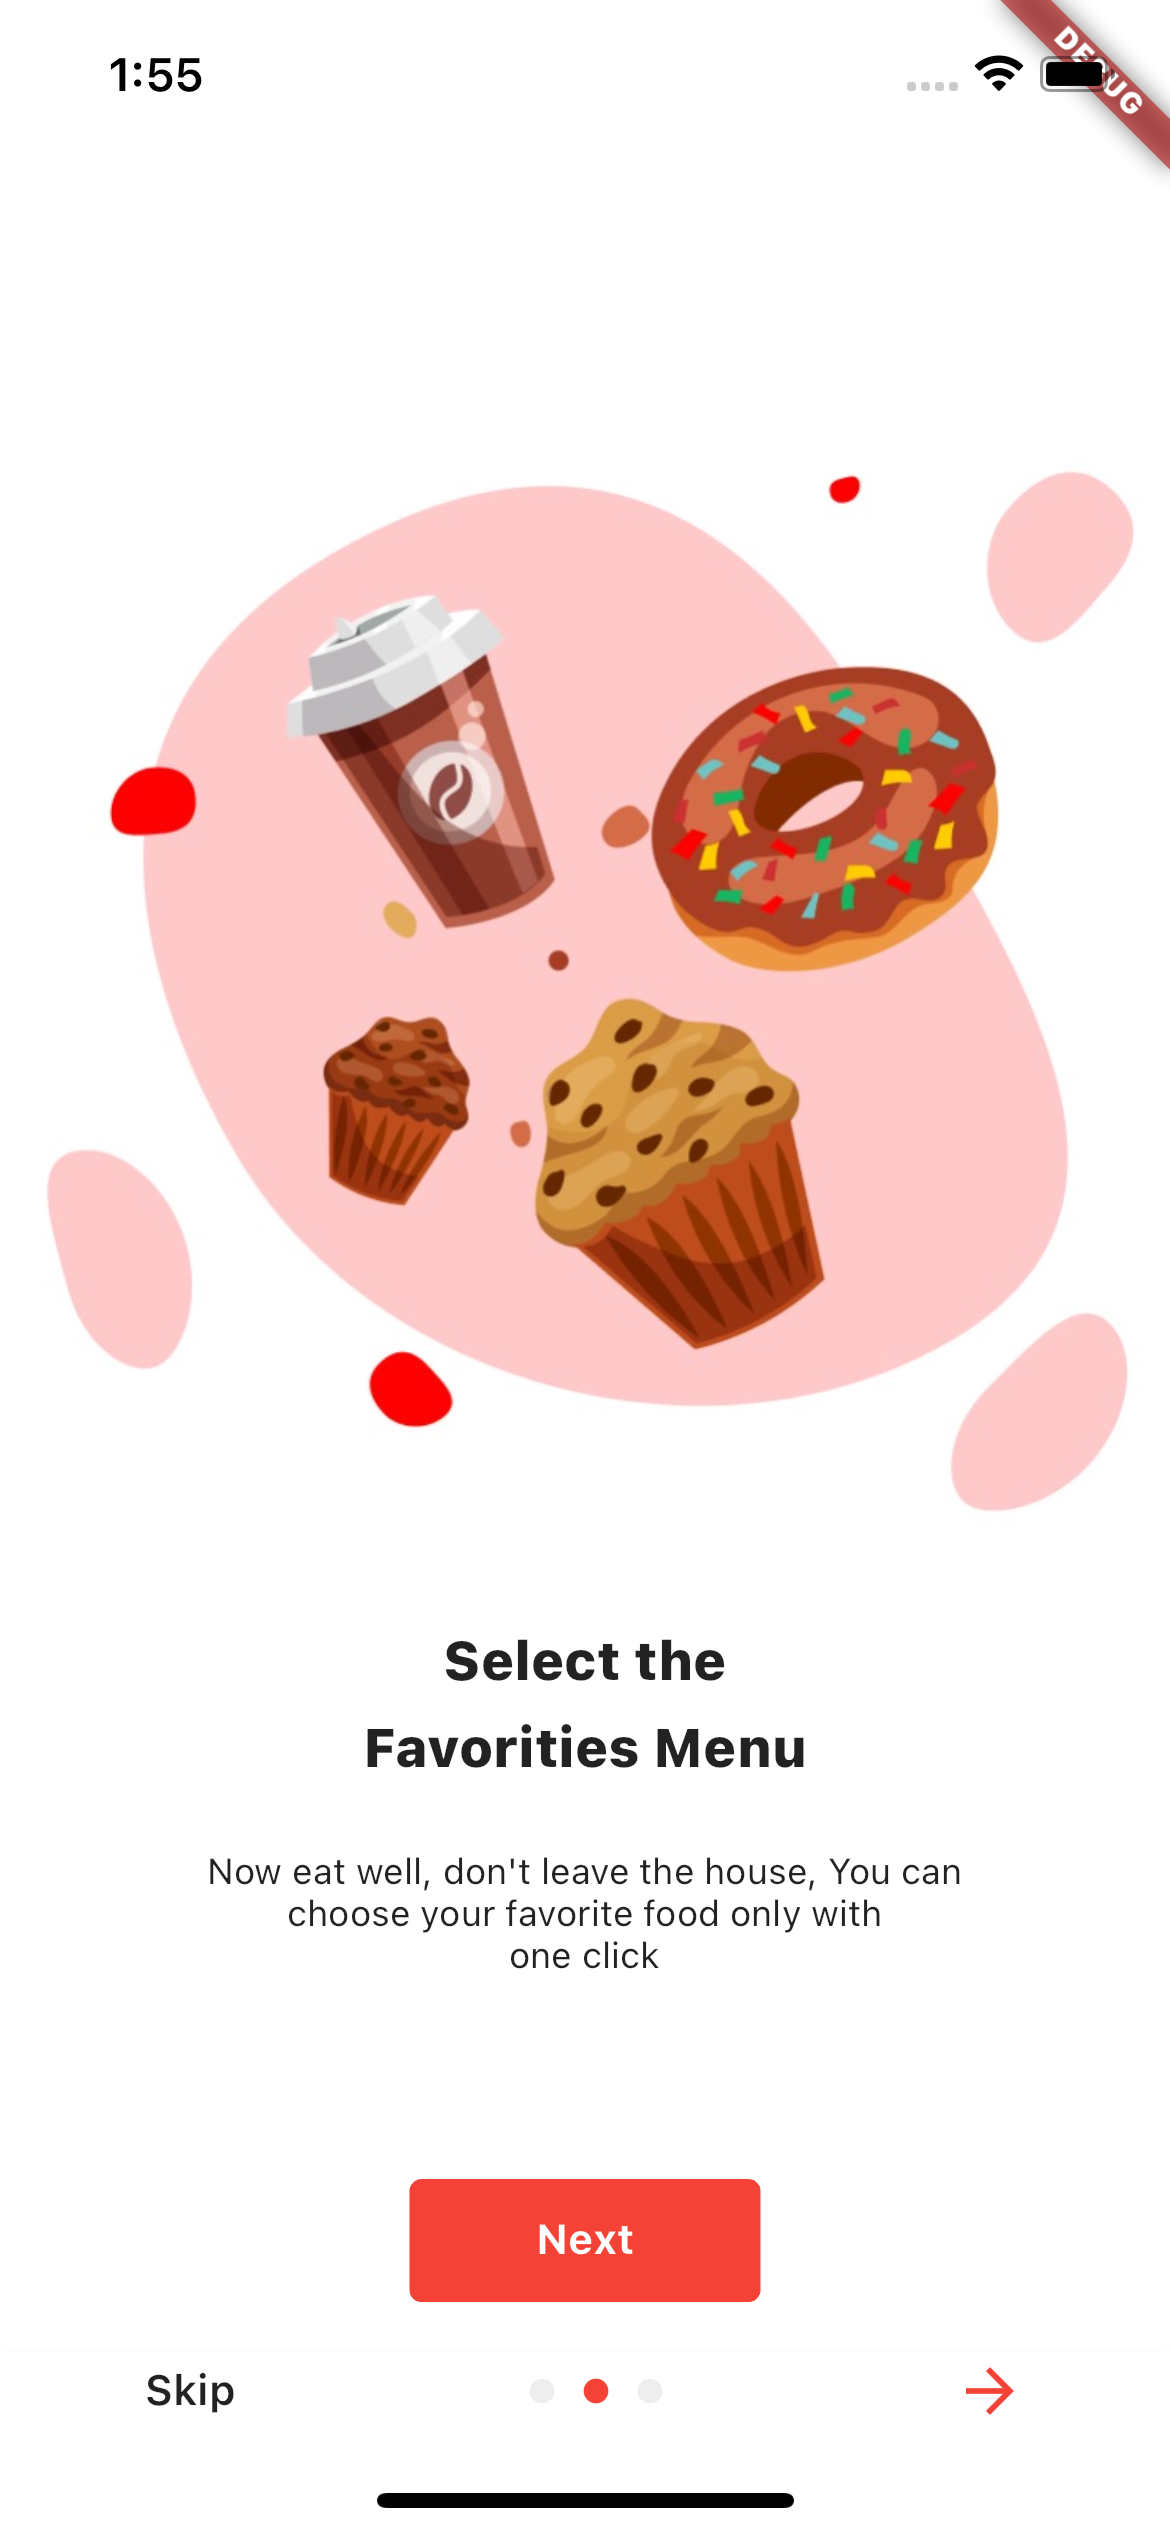 1:55
DEBUG
Select the
Favorities Menu
Now eat well, don't leave the house, You can
choose your favorite food only with
one click
Next
Skip